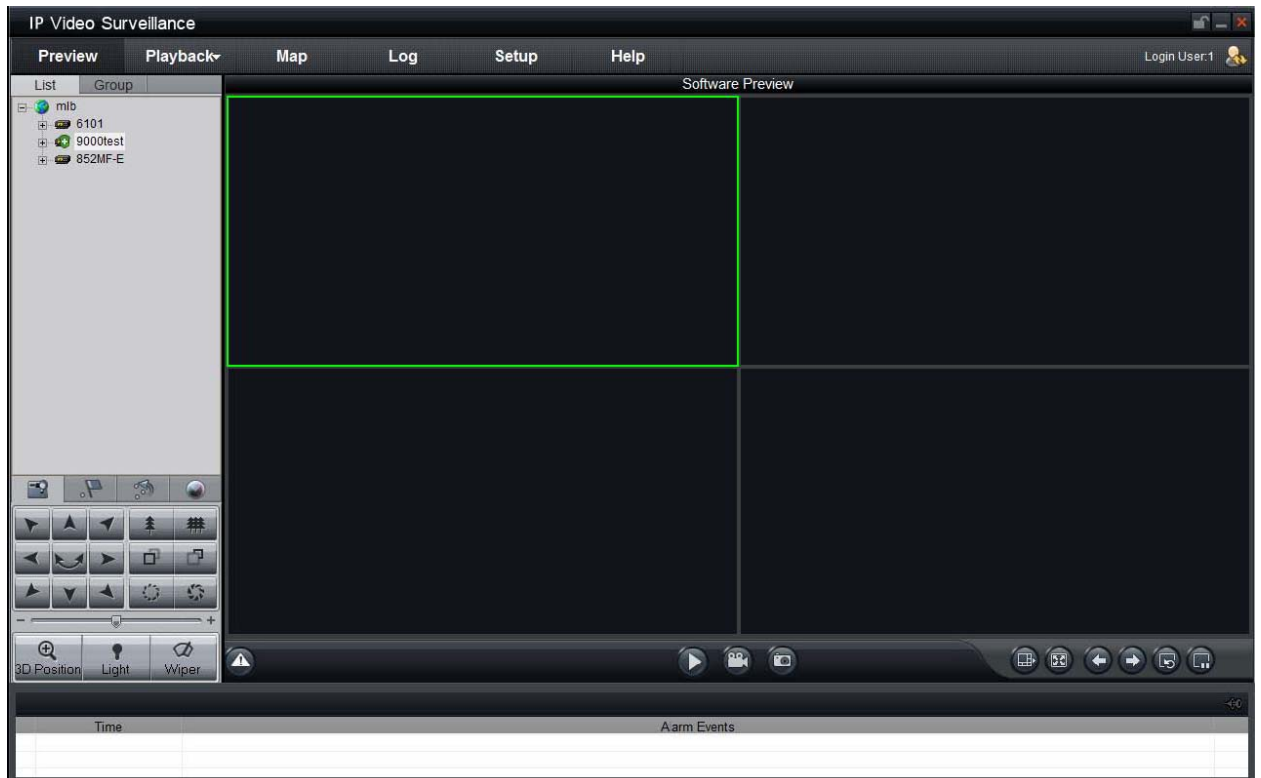 IP Video Surveillance
Preview Playback Map Log Setup Help Login User:1
List Group Software Preview
mlb
6101
9000test
852MF-E
3D Position Light Wiper
Time Aarm Events